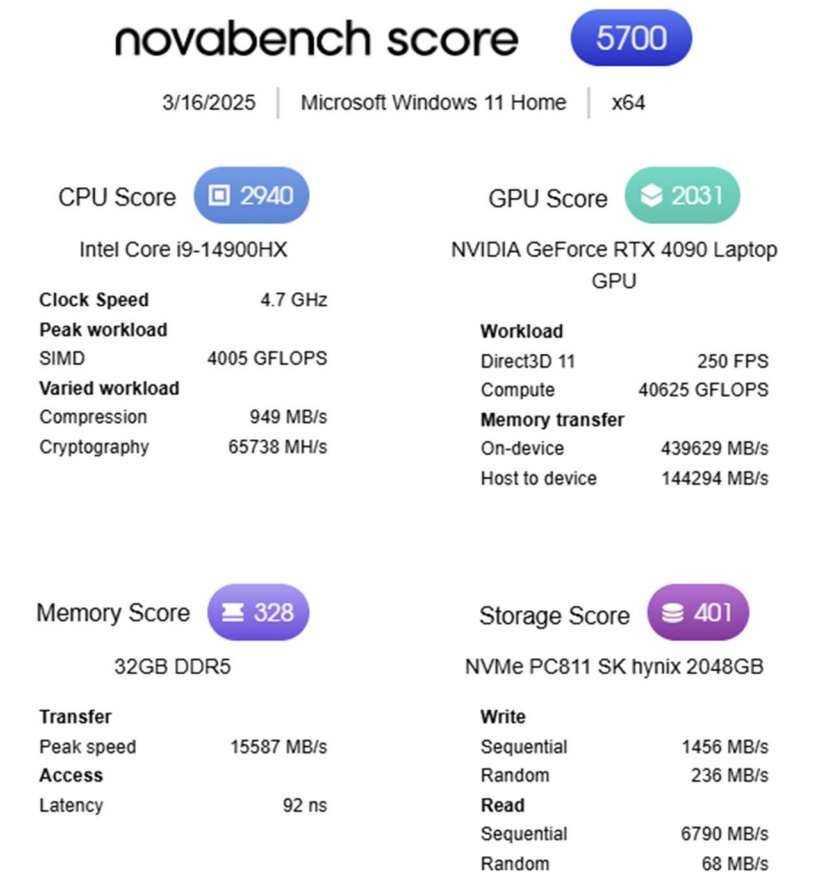 novabench score 5700
3/16/2025 | Microsoft Windows 11 Home | x64
CPU Score 2940
Intel Core i9-14900HX
Clock Speed 4.7 GHz
Peak workload
SIMD 4005 GFLOPS
Varied workload
Compression 949 MB/s
Cryptography 65738 MH/s
GPU Score 2031
NVIDIA GeForce RTX 4090 Laptop
GPU
Workload
Direct3D 11 250 FPS
Compute 40625 GFLOPS
Memory transfer
On-device 439629 MB/s
Host to device 144294 MB/s
Memory Score 328
32GB DDR5
Transfer
Peak speed 15587 MB/s
Access
Latency 92 ns
Storage Score 401
NVMe PC811 SK hynix 2048GB
Write
Sequential 1456 MB/s
Random 236 MB/s
Read
Sequential 6790 MB/s
Random 68 MB/s